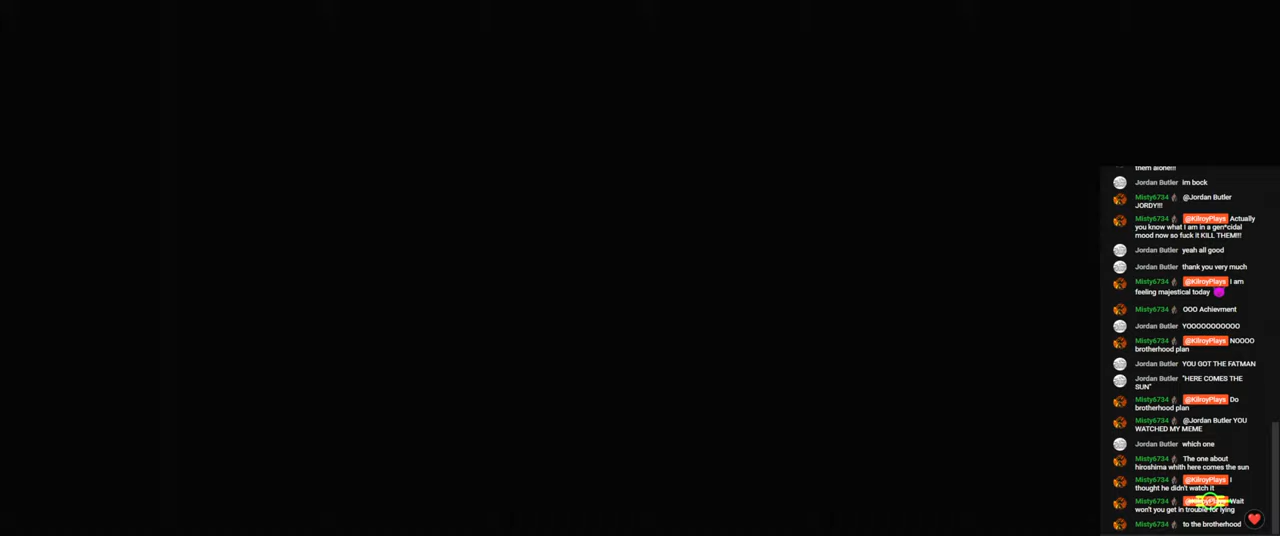 them alone!!!
Jordan Butler im bock
Misty6734 @Jordan Butler
JORDY!!!
Misty6734 @KilroyPlays Actually
you know what I am in a gen*cidal
mood now so fuck it KILL THEM!!!
Jordan Butler yeah all good
Jordan Butler thank you very much
Misty6734 @KilroyPlays I am
feeling majestical today
Misty6734 OOO Achievment
Jordan Butler YOOOOOOOOOOO
Misty6734 @KilroyPlays NOOOO
brotherhood plan
Jordan Butler YOU GOT THE FATMAN
Jordan Butler "HERE COMES THE
SUN"
Misty6734 @KilroyPlays Do
brotherhood plan
Misty6734 @Jordan Butler YOU
WATCHED MY MEME
Jordan Butler which one
Misty6734 The one about
hiroshima whith here comes the sun
Misty6734 @KilroyPlays I
thought he didn't watch it
Misty6734 Wait
won't you get in trouble for lying
Misty6734 to the brotherhood